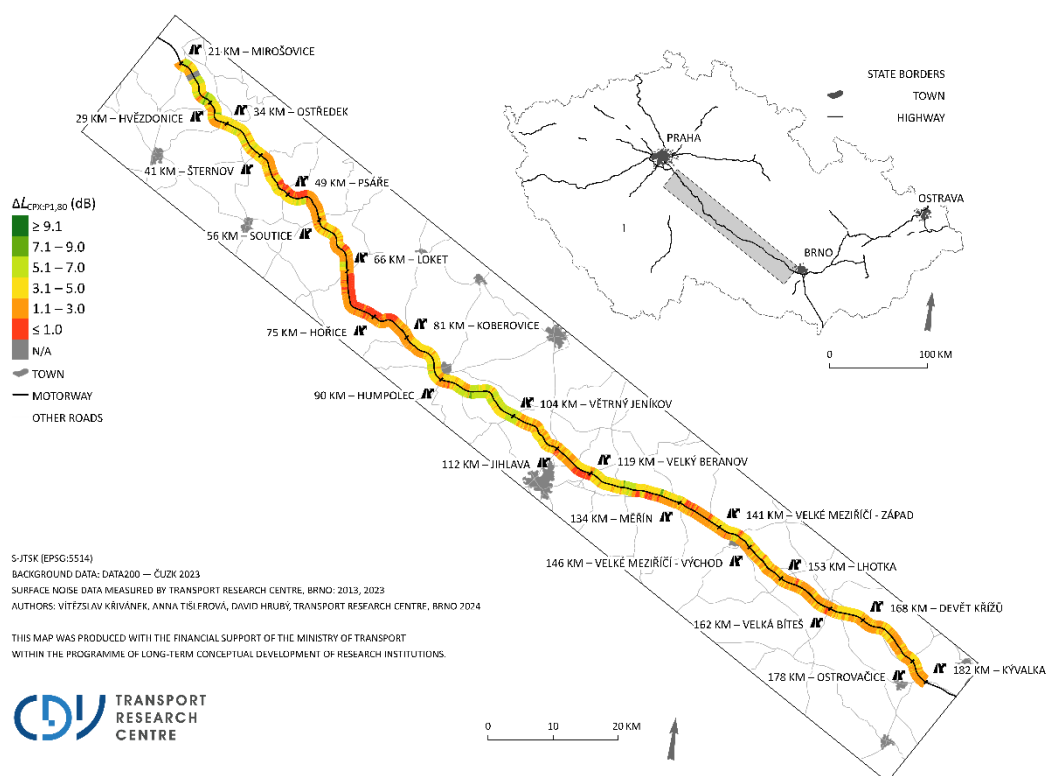 21 KM – MIROŠOVICE
34 KM – OSTŘEDEK
29 KM – HVĚZDONICE
41 KM – ŠTERNOV
49 KM – PSÁŘE
56 KM – SOUTICE
66 KM – LOKET
75 KM – HOŘICE
81 KM – KOBEROVICE
90 KM – HUMPOLEC
104 KM – VĚTRNÝ JENÍKOV
112 KM – JIHLAVA
119 KM – VELKÝ BERANOV
134 KM – MĚŘÍN
141 KM – VELKÉ MEZIŘÍČÍ - ZÁPAD
146 KM – VELKÉ MEZIŘÍČÍ - VÝCHOD
153 KM – LHOTKA
162 KM – VELKÁ BÍTEŠ
168 KM – DEVĚT KŘÍŽŮ
178 KM – OSTROVAČICE
182 KM – KÝVALKA
STATE BORDERS
TOWN
HIGHWAY
PRAHA
OSTRAVA
BRNO
1
0 100 KM
ΔLCPX:P1,80 (dB)
≥ 9.1
7.1 – 9.0
5.1 – 7.0
3.1 – 5.0
1.1 – 3.0
≤ 1.0
N/A
TOWN
MOTORWAY
OTHER ROADS
S-JTSK (EPSG:5514)
BACKGROUND DATA: DATA200 — ČUZK 2023
SURFACE NOISE DATA MEASURED BY TRANSPORT RESEARCH CENTRE, BRNO: 2013, 2023
AUTHORS: VÍTĚZSLAV KŘIVÁNEK, ANNA TIŠLEROVÁ, DAVID HRUBÝ, TRANSPORT RESEARCH CENTRE, BRNO 2024
THIS MAP WAS PRODUCED WITH THE FINANCIAL SUPPORT OF THE MINISTRY OF TRANSPORT
WITHIN THE PROGRAMME OF LONG-TERM CONCEPTUAL DEVELOPMENT OF RESEARCH INSTITUTIONS.
CDV
TRANSPORT
RESEARCH
CENTRE
0 10 20 KM